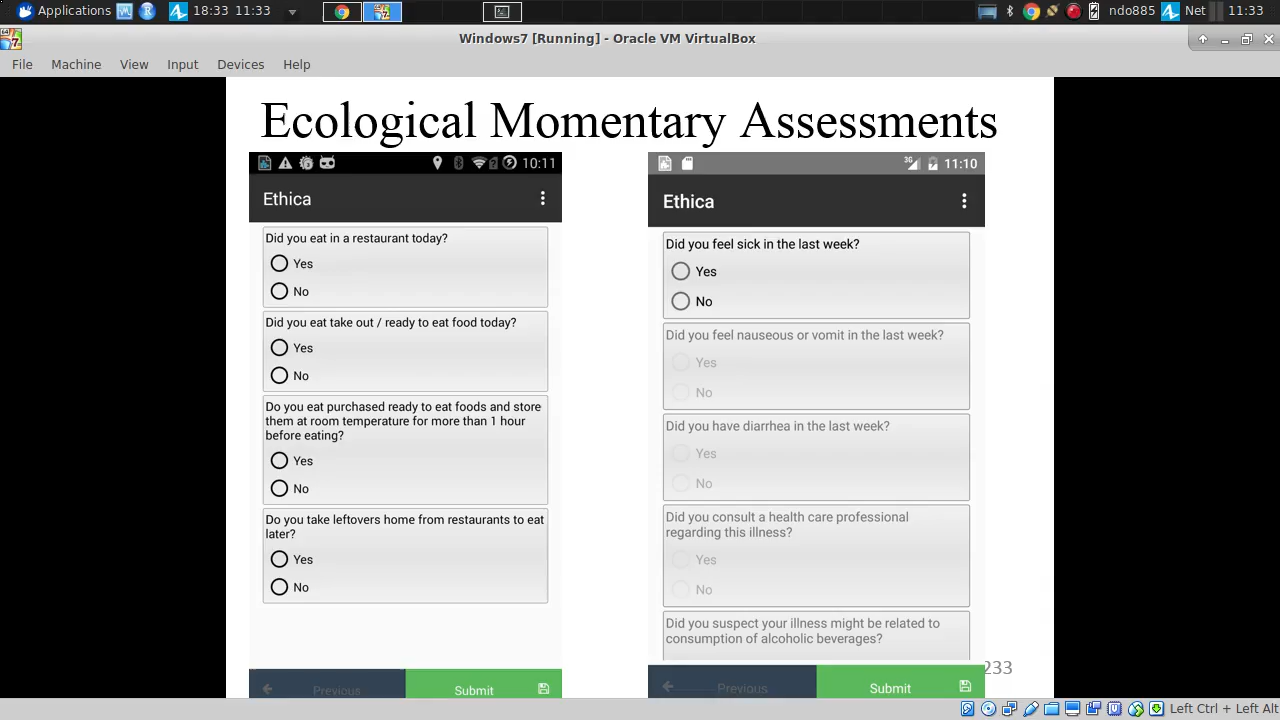 Applications 18:33 11:33 ndo885 Net 11:33
Windows7 [Running] - Oracle VM VirtualBox
File Machine View Input Devices Help
Ecological Momentary Assessments
10:11
Ethica
Did you eat in a restaurant today?
Yes
No
Did you eat take out / ready to eat food today?
Yes
No
Do you eat purchased ready to eat foods and store
them at room temperature for more than 1 hour
before eating?
Yes
No
Do you take leftovers home from restaurants to eat
later?
Yes
No
Previous Submit
3G 11:10
Ethica
Did you feel sick in the last week?
Yes
No
Did you feel nauseous or vomit in the last week?
Yes
No
Did you have diarrhea in the last week?
Yes
No
Did you consult a health care professional
regarding this illness?
Yes
No
Did you suspect your illness might be related to
consumption of alcoholic beverages?
Previous Submit
233
Left Ctrl + Left Alt